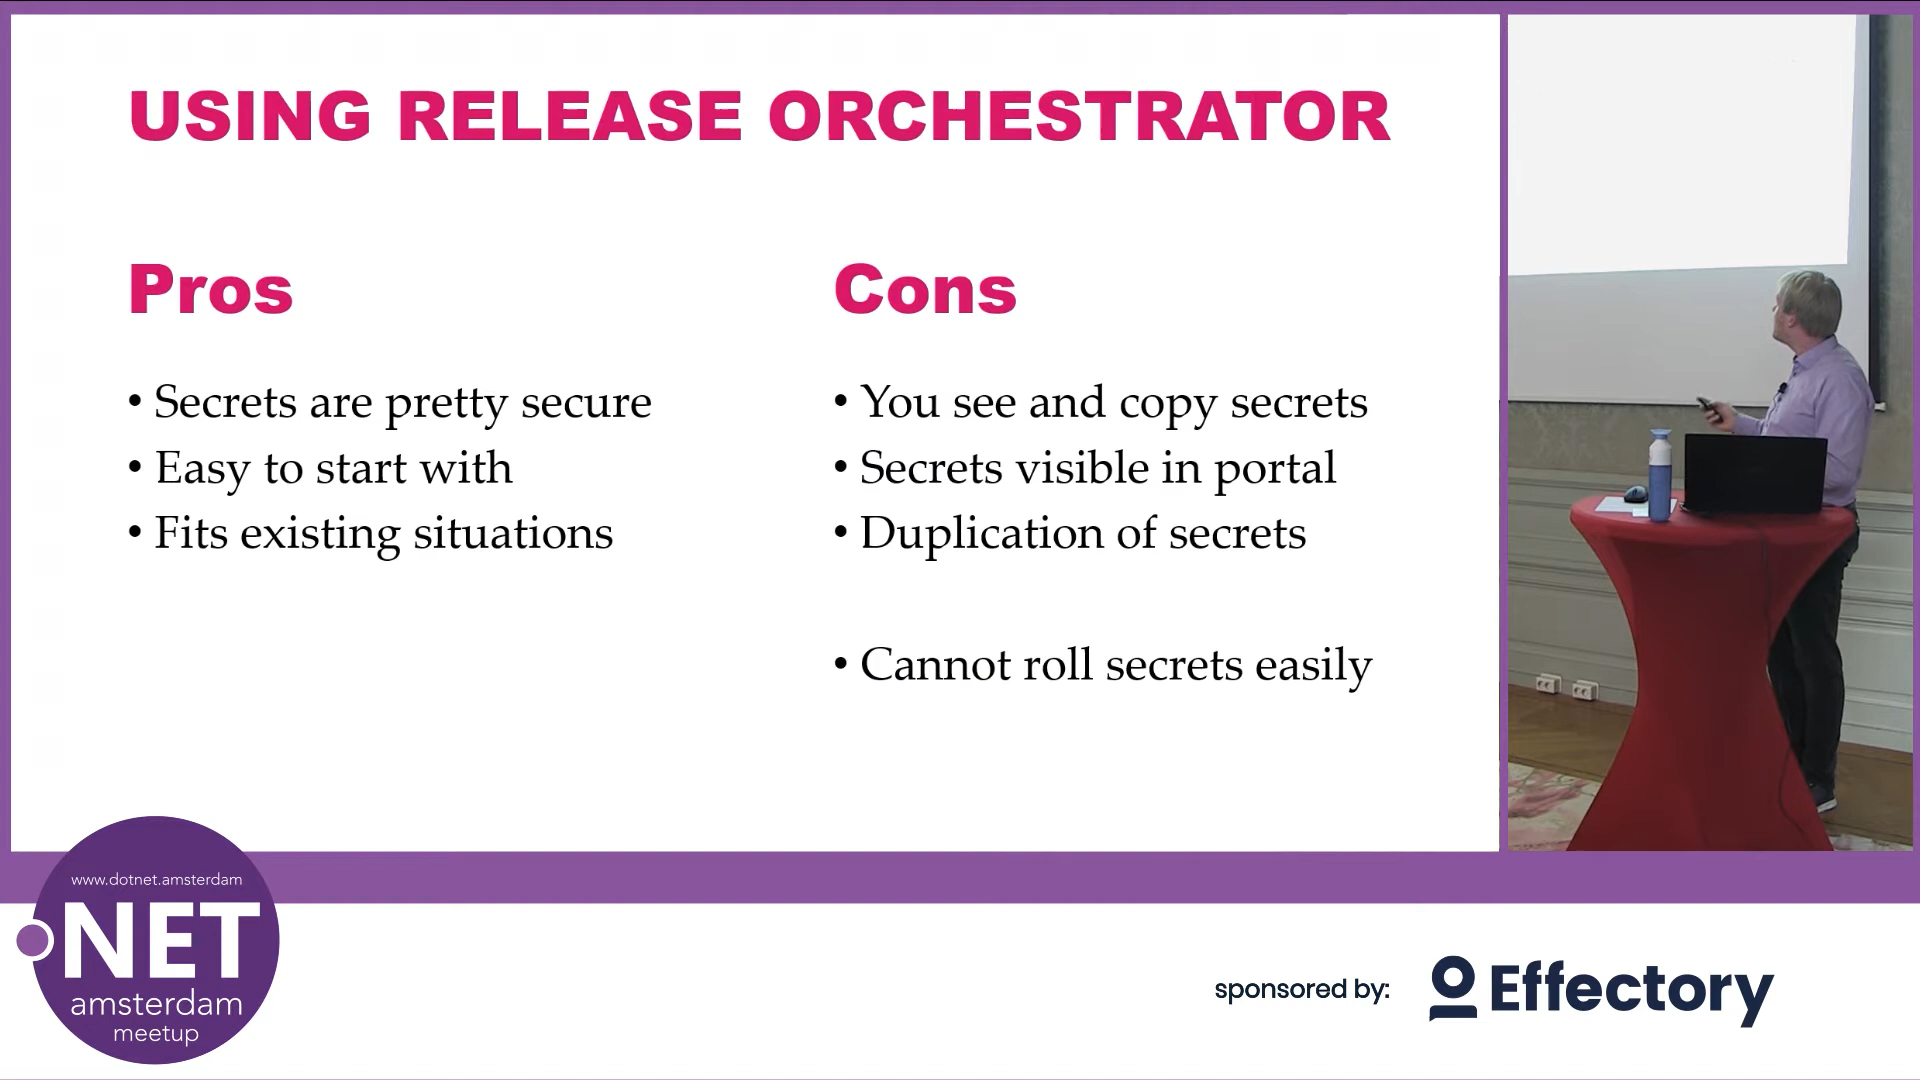 USING RELEASE ORCHESTRATOR
Pros
• Secrets are pretty secure
• Easy to start with
• Fits existing situations
Cons
• You see and copy secrets
• Secrets visible in portal
• Duplication of secrets
• Cannot roll secrets easily
www.dotnet.amsterdam
NET
amsterdam
meetup
sponsored by:
Effectory